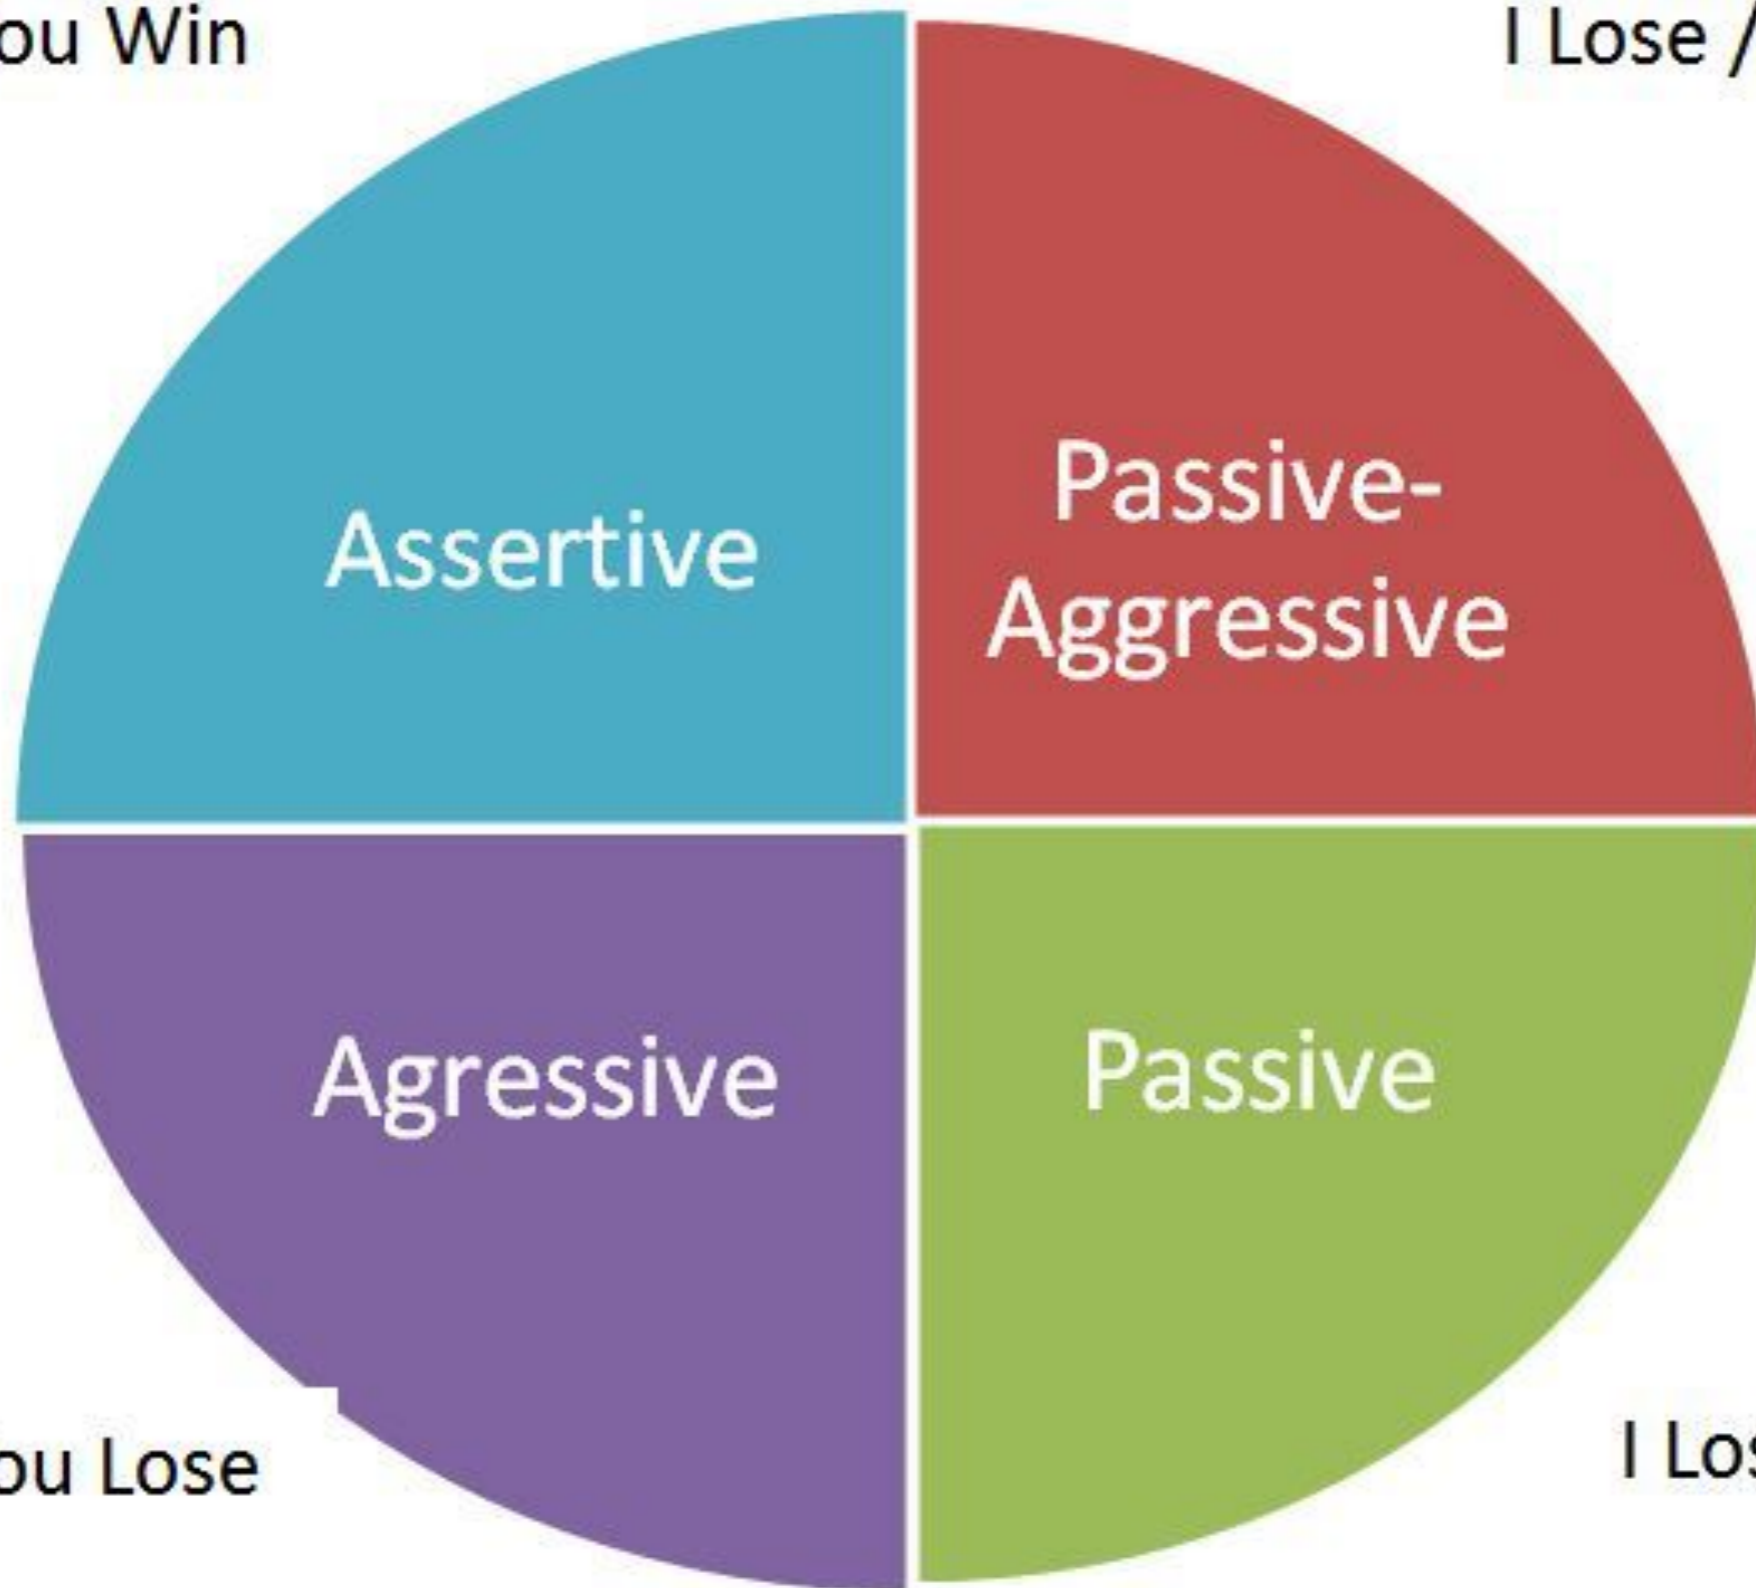 ou Win
I Lose /
Assertive
Passive-
Aggressive
Agressive
Passive
ou Lose
I Los